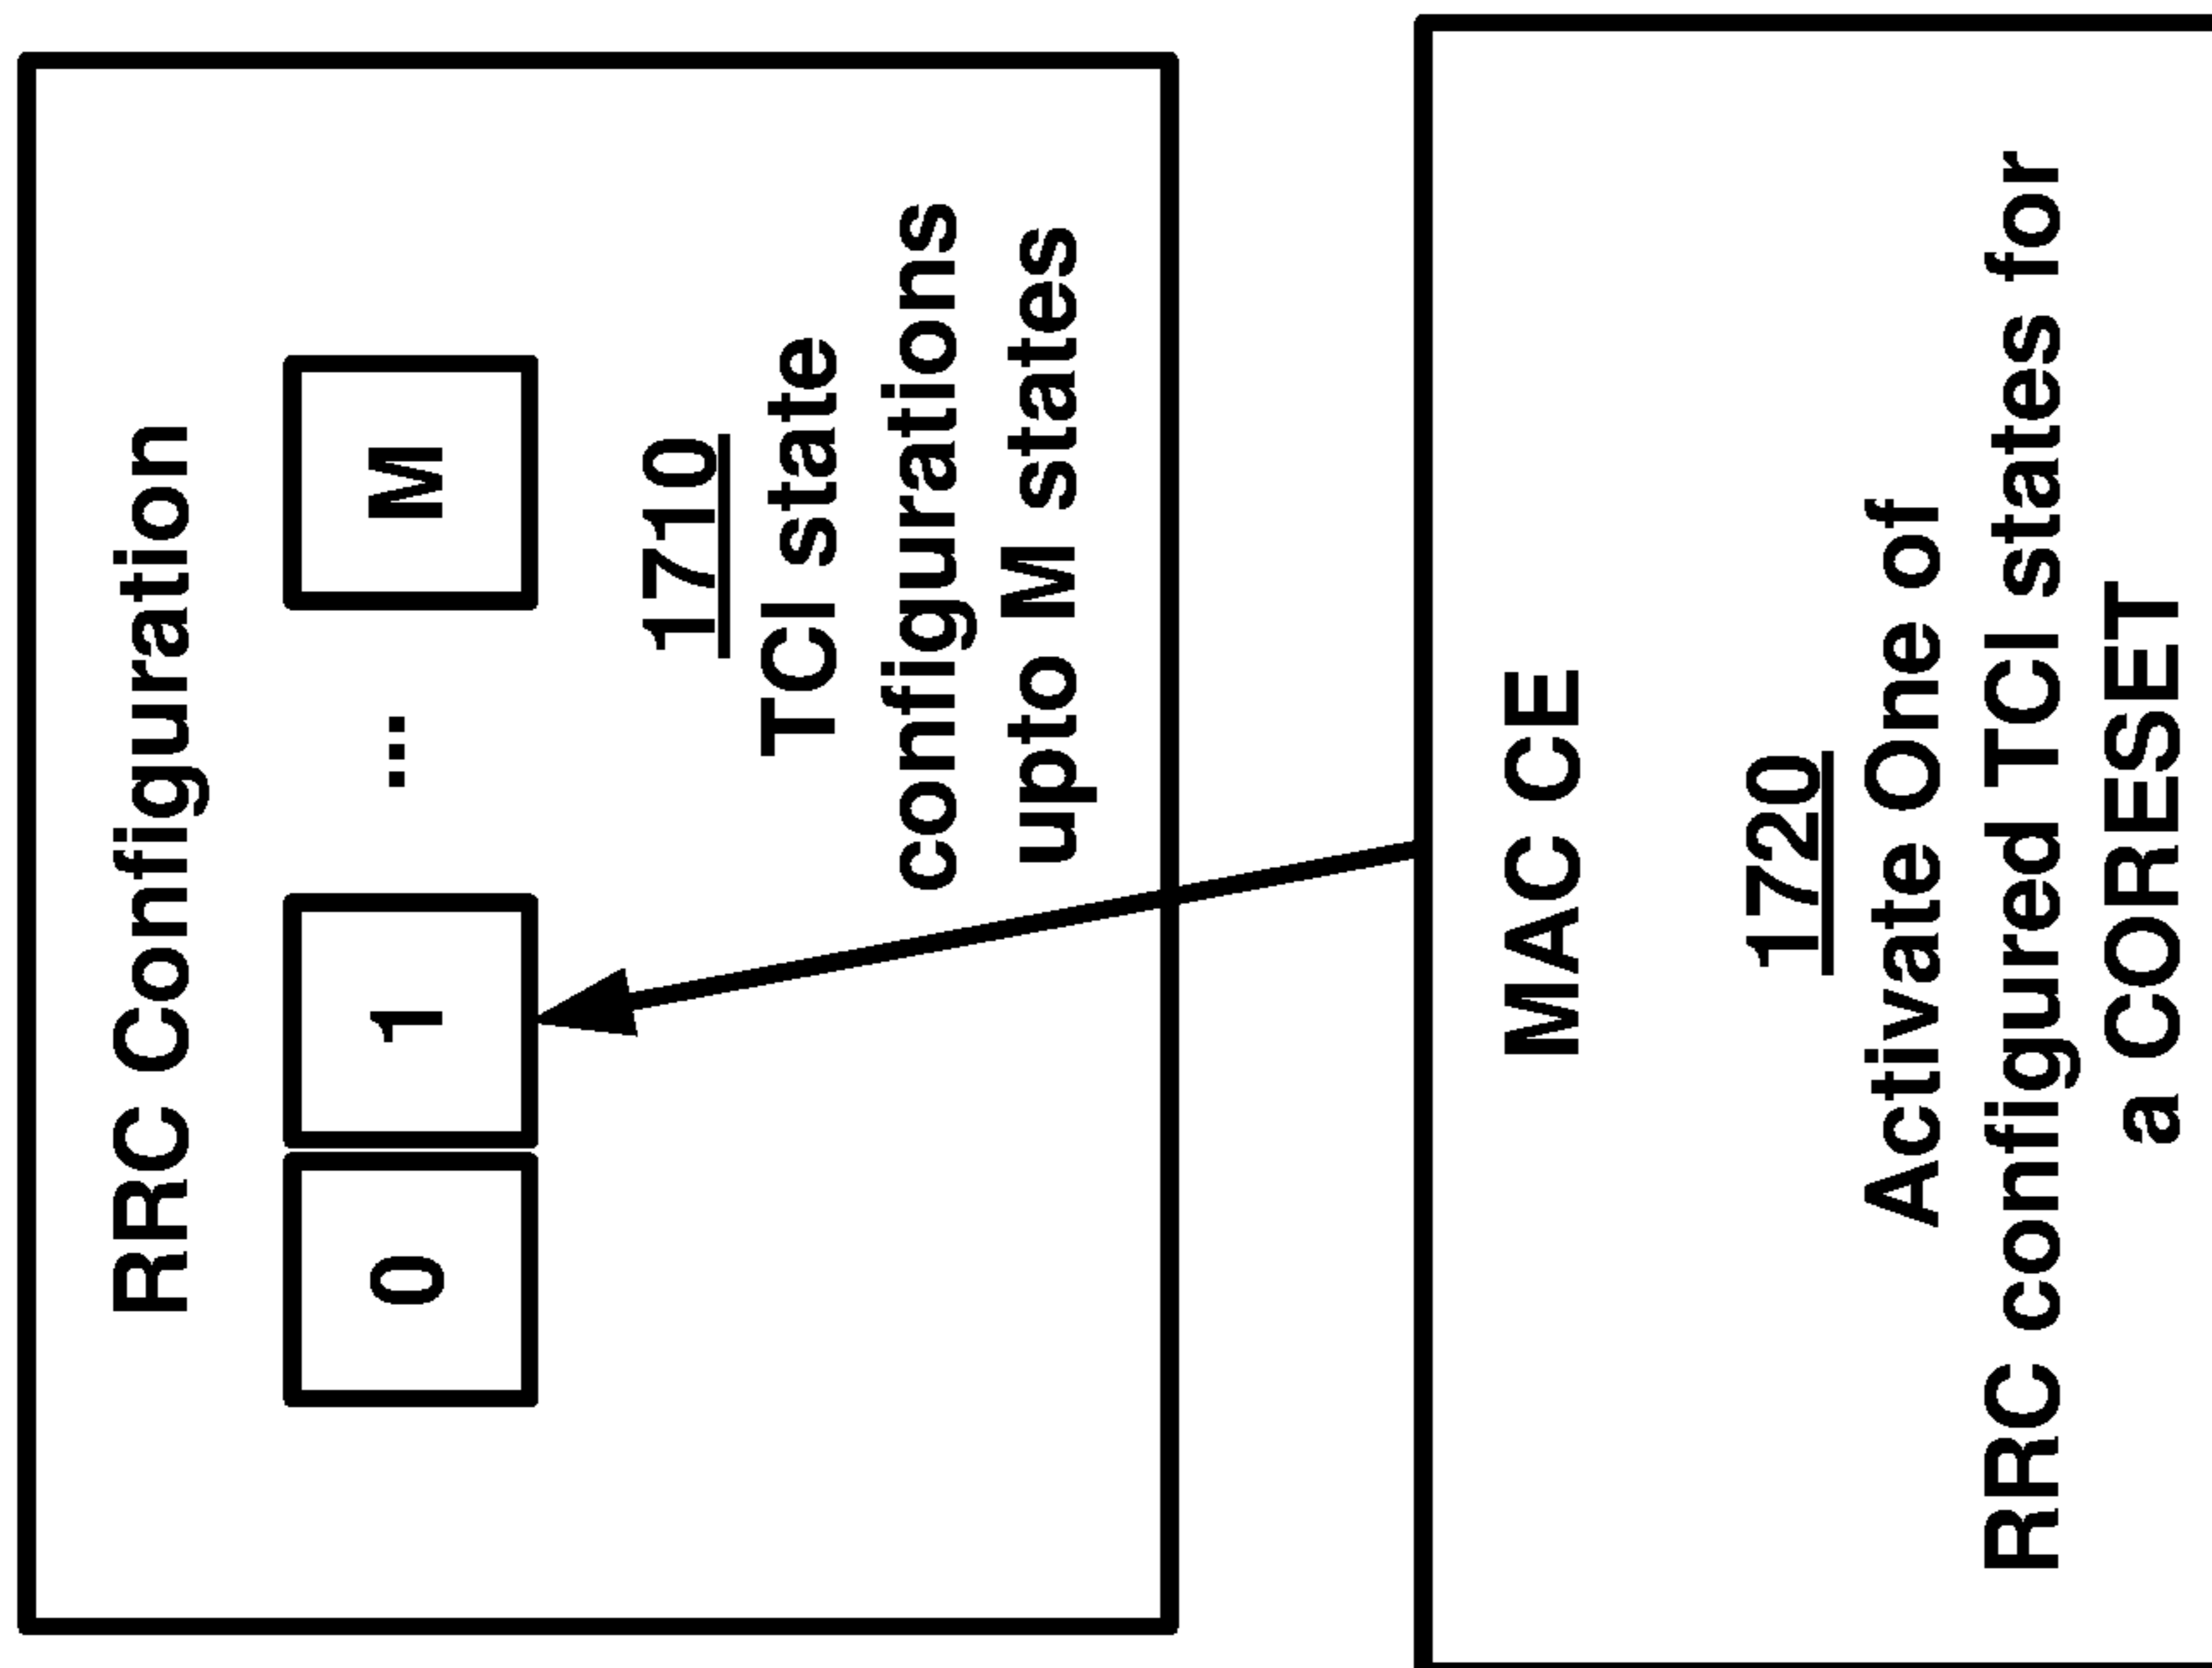 RRC Configuration
0 1 ... M
1710
TCI state
configurations
upto M states
MAC CE
1720
Activate One of
RRC configured TCI states for
a CORESET